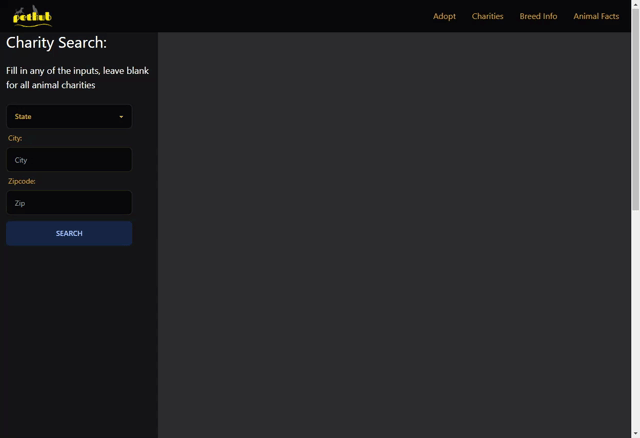 pethub
Adopt
Charities
Breed Info
Animal Facts
Charity Search:
Fill in any of the inputs, leave blank
for all animal charities
State
City:
City
Zipcode:
Zip
SEARCH